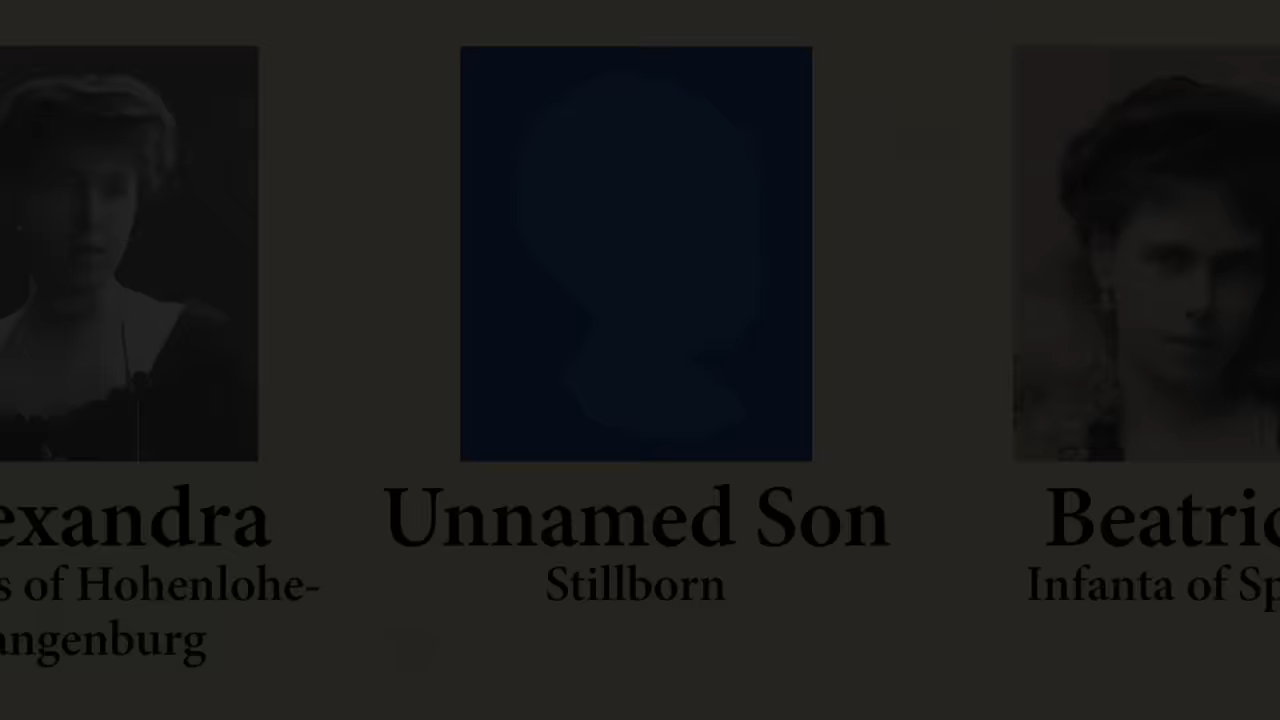 exandra
Unnamed Son
Beatric
s of Hohenlohe-
Stillborn
Infanta of Sp
angenburg